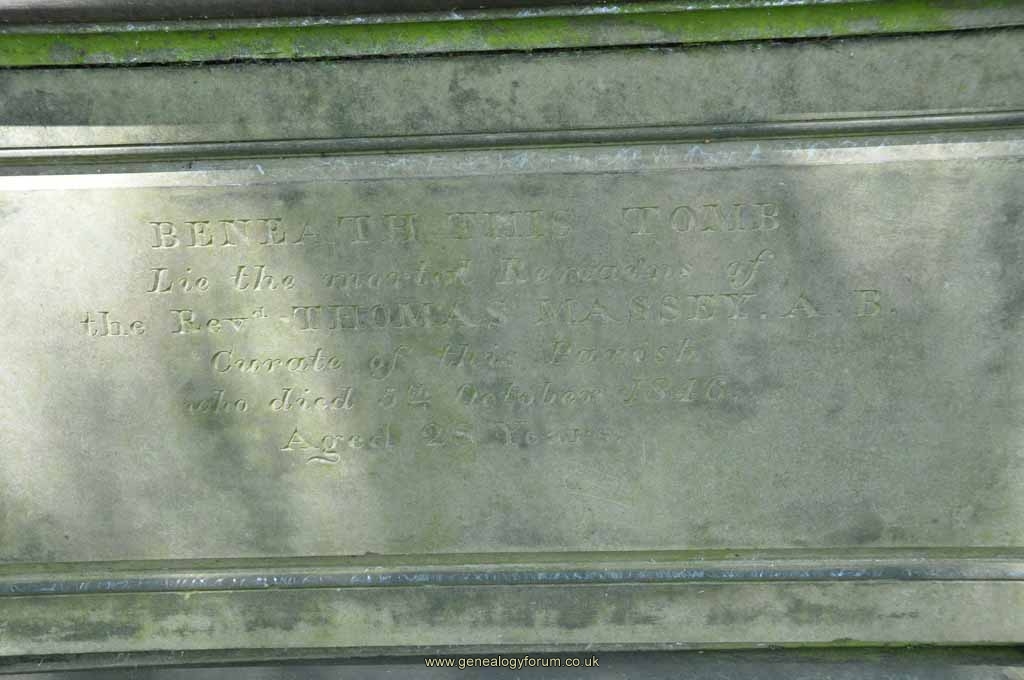 BENEATH THIS TOMB
Lie the mortal Remains of
the Revd. THOMAS MASSEY. A. B.
Curate of this Parish
who died 5th October 1846.
Aged 28 Years.
www.genealogyforum.co.uk